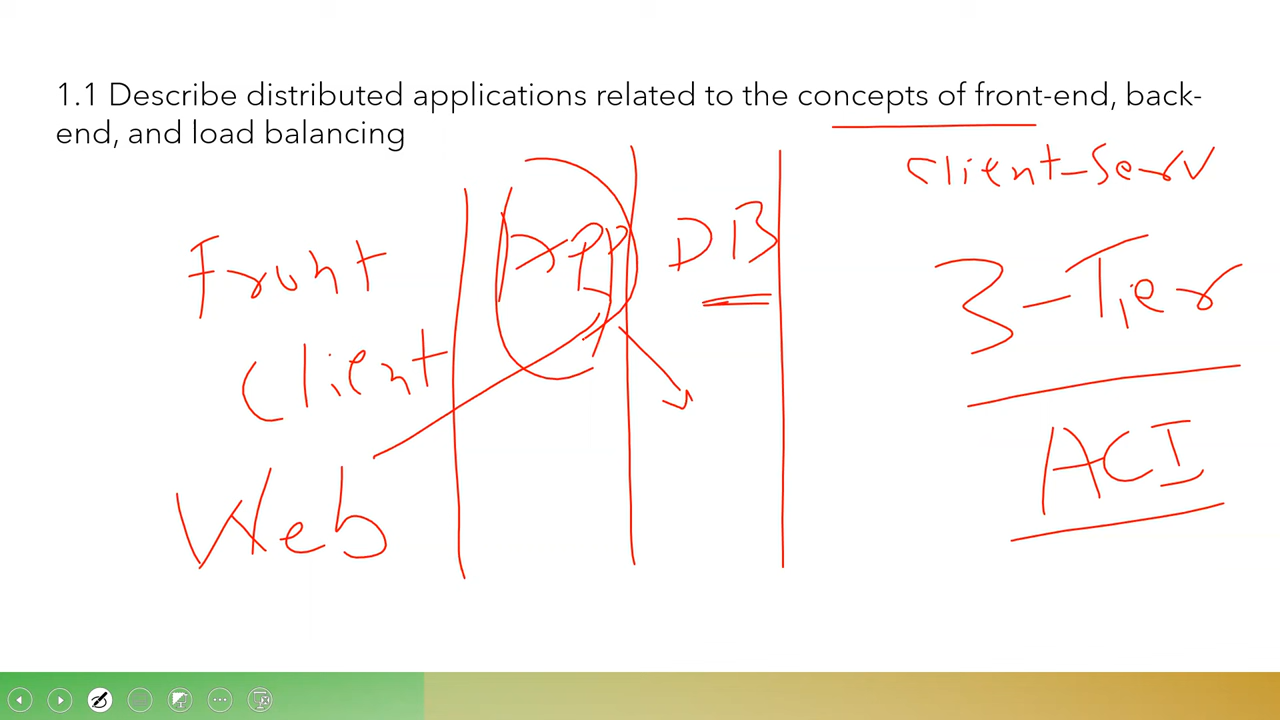 1.1 Describe distributed applications related to the concepts of front-end, back-
end, and load balancing
Client-Serv
Front
App
DB
3-Tier
Client
Web
ACI